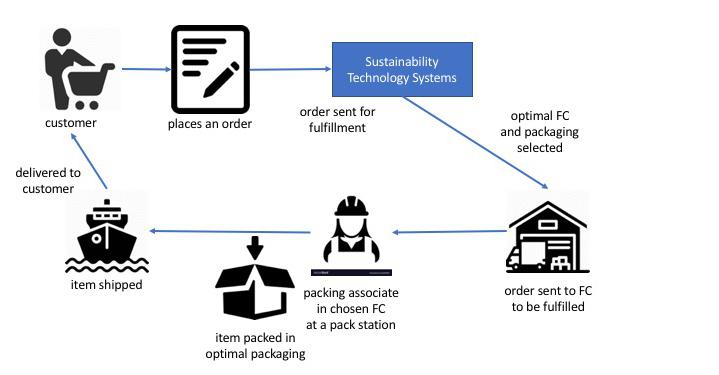 Sustainability
Technology Systems
customer
places an order
order sent for
fulfillment
optimal FC
and packaging
selected
delivered to
customer
item shipped
item packed in
optimal packaging
packing associate
in chosen FC
at a pack station
order sent to FC
to be fulfilled